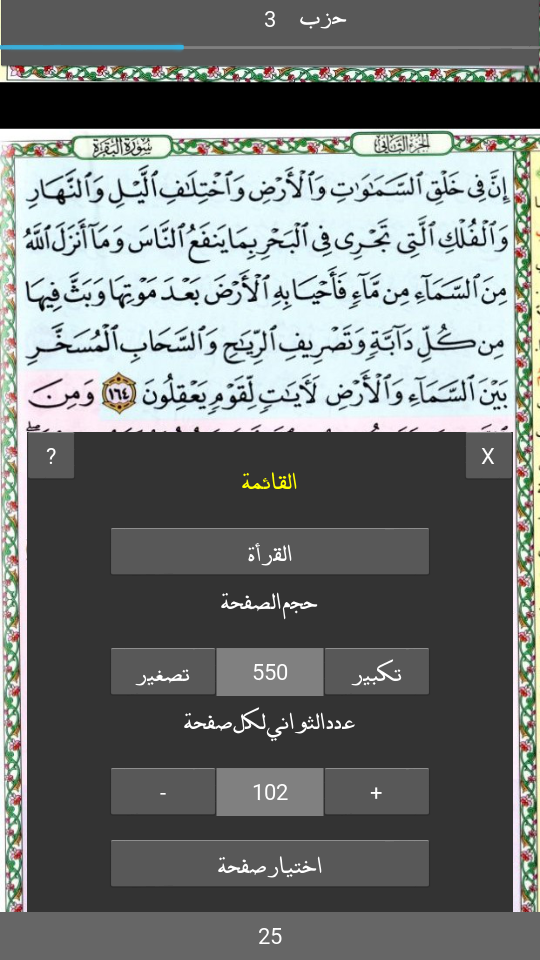 حزب 3
الجزء الثاني
سورة البقرة
إِنَّ فِى خَلْقِ ٱلسَّمَٰوَٰتِ وَٱلْأَرْضِ وَٱخْتِلَٰفِ ٱلَّيْلِ وَٱلنَّهَارِ
وَٱلْفُلْكِ ٱلَّتِى تَجْرِى فِى ٱلْبَحْرِ بِمَا يَنفَعُ ٱلنَّاسَ وَمَآ أَنزَلَ ٱللَّهُ
مِنَ ٱلسَّمَآءِ مِن مَّآءٍ فَأَحْيَا بِهِ ٱلْأَرْضَ بَعْدَ مَوْتِهَا وَبَثَّ فِيهَا
مِن كُلِّ دَآبَّةٍ وَتَصْرِيفِ ٱلرِّيَٰحِ وَٱلسَّحَابِ ٱلْمُسَخَّرِ
بَيْنَ ٱلسَّمَآءِ وَٱلْأَرْضِ لَءَايَٰتٍ لِّقَوْمٍ يَعْقِلُونَ ١٦٤ وَمِنَ
? X
القائمة
القرأة
حجم الصفحة
تكبير 550 تصغير
عدد الثواني لكل صفحة
+ 102 -
اختيار صفحة
25